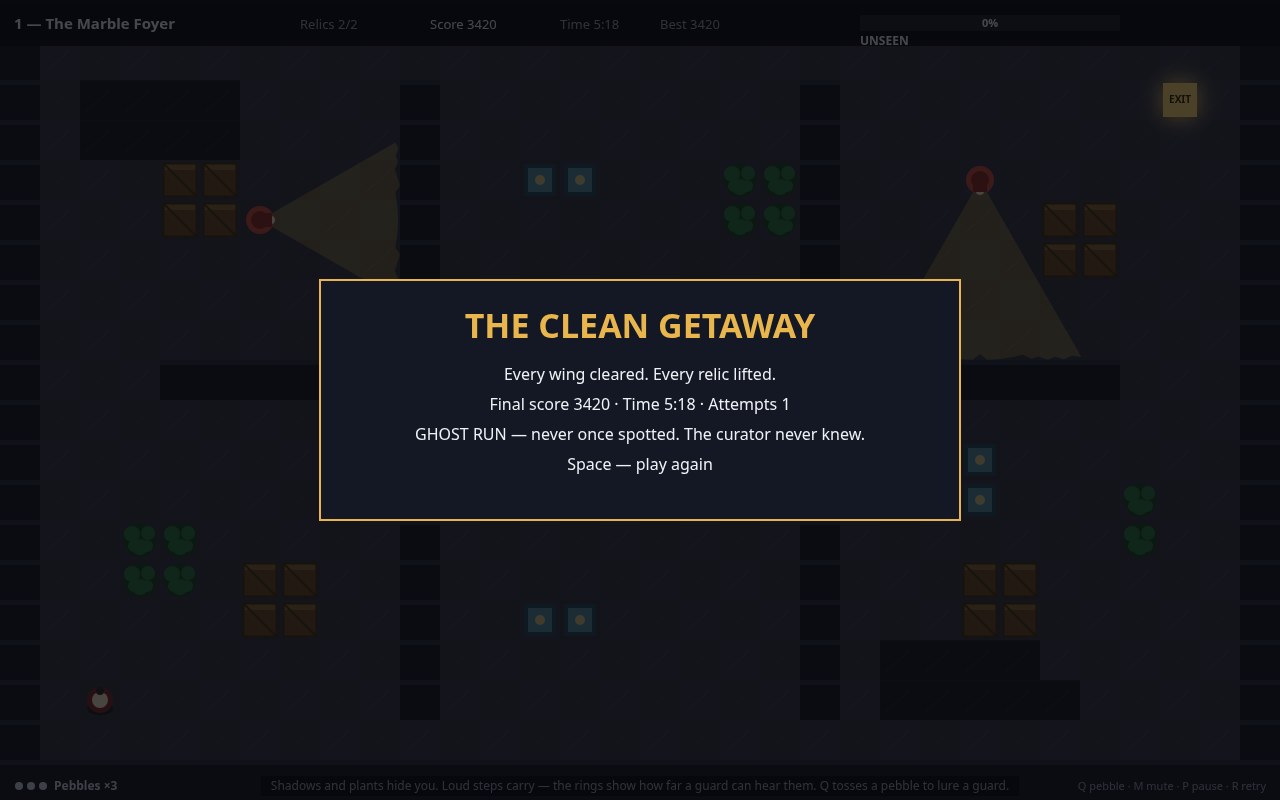 1 — The Marble Foyer
Relics 2/2
Score 3420
Time 5:18
Best 3420
0%
UNSEEN
EXIT
THE CLEAN GETAWAY
Every wing cleared. Every relic lifted.
Final score 3420 · Time 5:18 · Attempts 1
GHOST RUN — never once spotted. The curator never knew.
Space — play again
Pebbles ×3
Shadows and plants hide you. Loud steps carry — the rings show how far a guard can hear them. Q tosses a pebble to lure a guard.
Q pebble · M mute · P pause · R retry